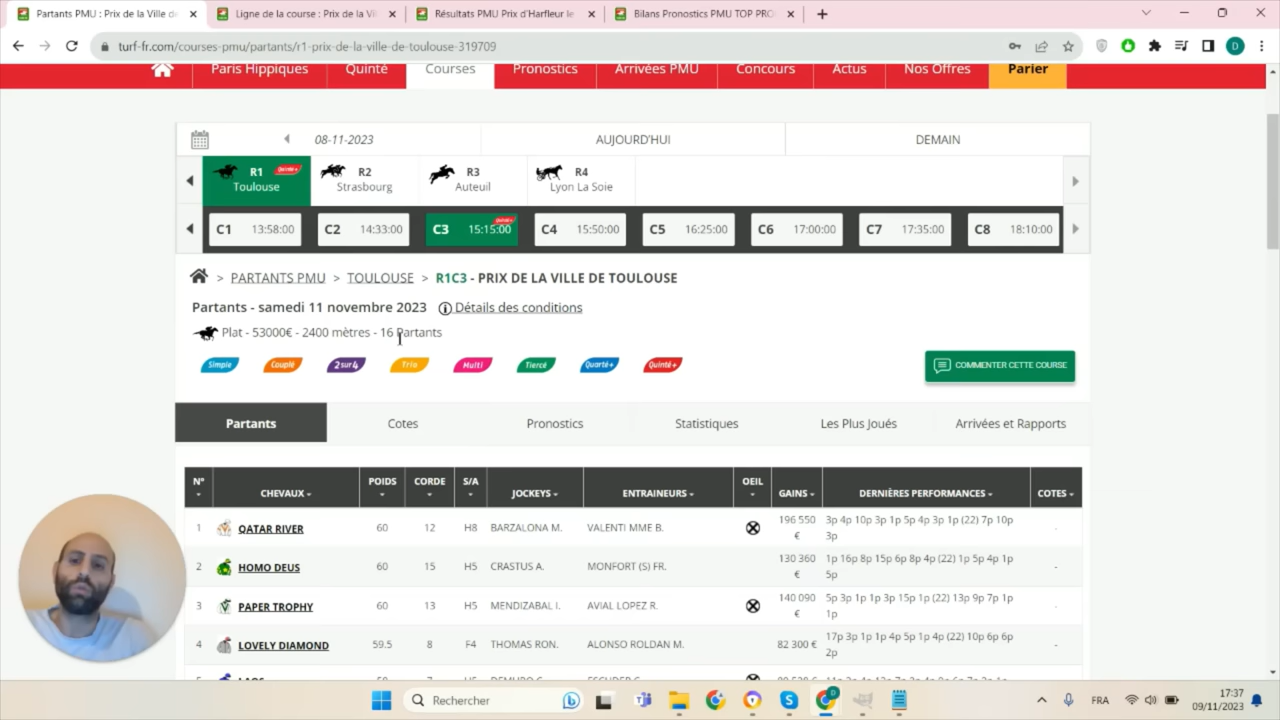 Partants PMU : Prix de la Ville de
Ligne de la course : Prix de la Vi
Résultats PMU Prix d'Harfleur le
Bilans Pronostics PMU TOP PRO
turf-fr.com/courses-pmu/partants/r1-prix-de-la-ville-de-toulouse-319709
D
Paris Hippiques Quinté Courses Pronostics Arrivées PMU Concours Actus Nos Offres Parier
08-11-2023 AUJOURD'HUI DEMAIN
R1 Quinté+ R2 R3 R4
Toulouse Strasbourg Auteuil Lyon La Soie
C1 13:58:00 C2 14:33:00 C3 15:15:00 C4 15:50:00 C5 16:25:00 C6 17:00:00 C7 17:35:00 C8 18:10:00
> PARTANTS PMU > TOULOUSE > R1C3 - PRIX DE LA VILLE DE TOULOUSE
Partants - samedi 11 novembre 2023 Détails des conditions
Plat - 53000€ - 2400 mètres - 16 Partants
Simple Couplé 2sur4 Trio Multi Tiercé Quarté+ Quinté+
COMMENTER CETTE COURSE
Partants Cotes Pronostics Statistiques Les Plus Joués Arrivées et Rapports
N° CHEVAUX POIDS CORDE S/A JOCKEYS ENTRAINEURS OEIL GAINS DERNIÈRES PERFORMANCES COTES
1 QATAR RIVER 60 12 H8 BARZALONA M. VALENTI MME B. 196 550 € 3p 4p 10p 3p 1p 5p 4p 3p 1p (22) 7p 10p 3p -
2 HOMO DEUS 60 15 H5 CRASTUS A. MONFORT (S) FR. 130 360 € 1p 16p 8p 15p 6p 8p 4p (22) 1p 5p 4p 1p 5p -
3 PAPER TROPHY 60 13 H5 MENDIZABAL I. AVIAL LOPEZ R. 140 090 € 5p 3p 1p 1p 3p 15p 1p (22) 13p 9p 7p 1p 1p -
4 LOVELY DIAMOND 59.5 8 F4 THOMAS RON. ALONSO ROLDAN M. 82 300 € 17p 3p 1p 1p 4p 5p 1p 4p (22) 10p 6p 6p 2p -
Rechercher
FRA
17:37
09/11/2023